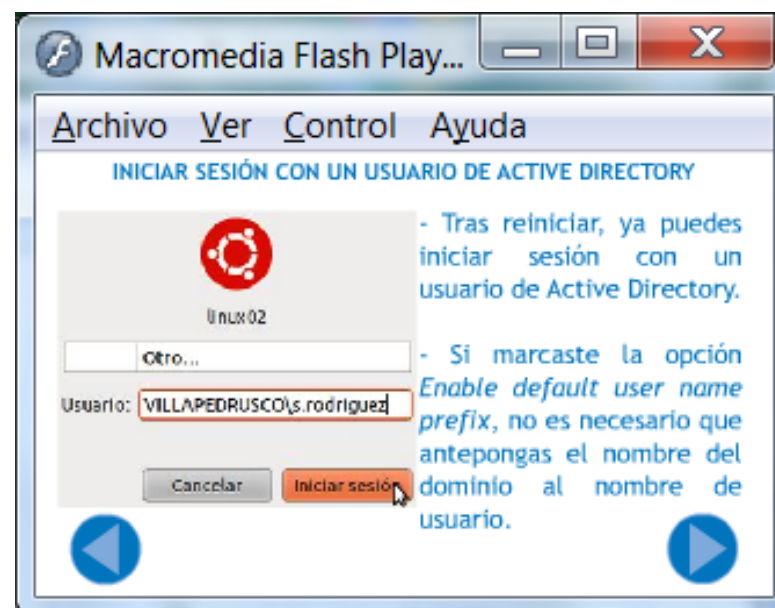 Macromedia Flash Play...
Archivo Ver Control Ayuda
INICIAR SESIÓN CON UN USUARIO DE ACTIVE DIRECTORY
linux02
Otro...
Usuario: VILLAPEDRUSCO\s.rodriguez
Cancelar Iniciar sesión
- Tras reiniciar, ya puedes
iniciar sesión con un
usuario de Active Directory.
- Si marcaste la opción
Enable default user name
prefix, no es necesario que
antepongas el nombre del
dominio al nombre de
usuario.